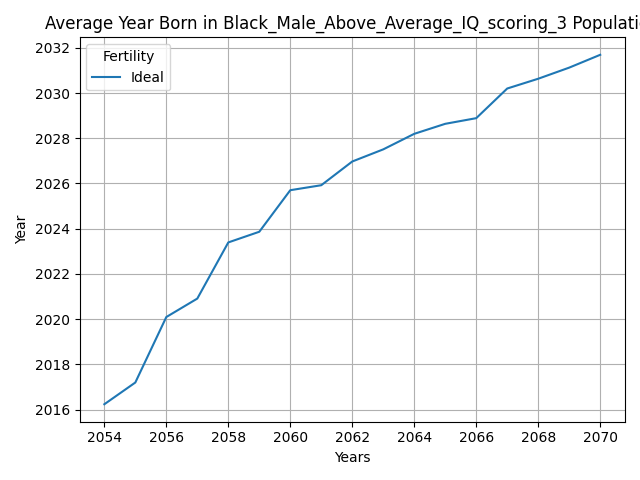 Average Year Born in Black_Male_Above_Average_IQ_scoring_3 Populati
Fertility
Ideal
2032
2030
2028
2026
2024
2022
2020
2018
2016
Year
2054 2056 2058 2060 2062 2064 2066 2068 2070
Years